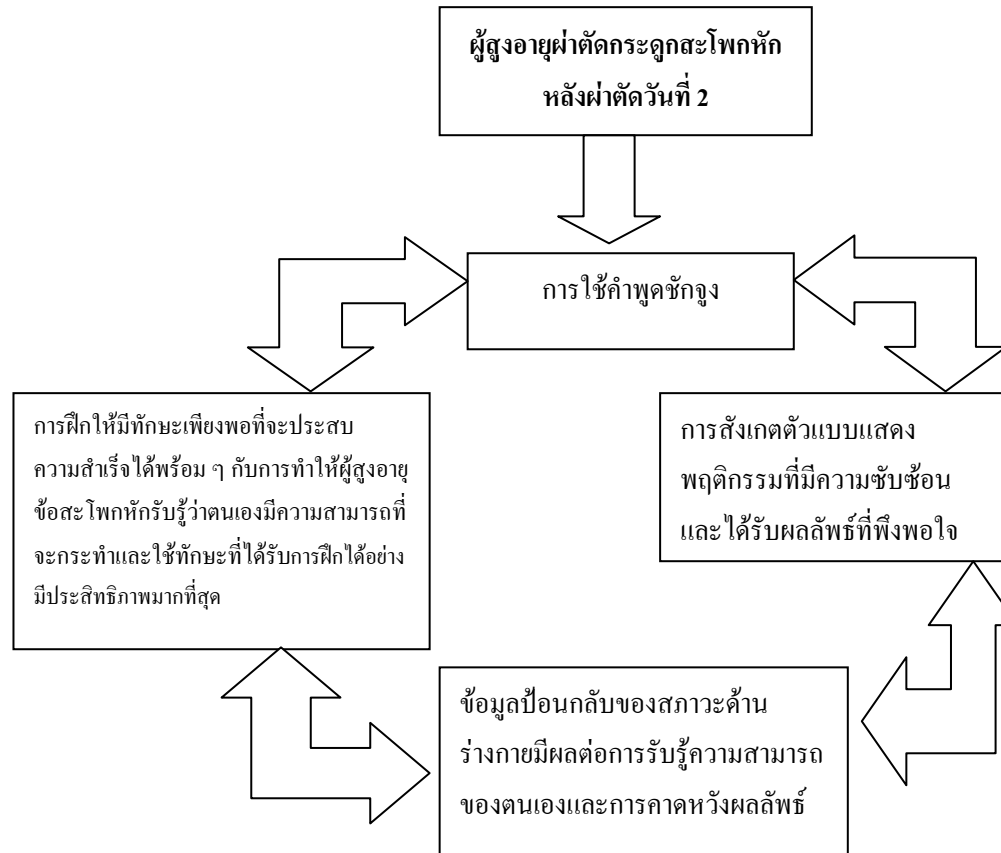 ผู้สูงอายุผ่าตัดกระดูกสะโพกหัก
หลังผ่าตัดวันที่ 2
การใช้คำพูดชักจูง
การฝึกให้มีทักษะเพียงพอที่จะประสบ
ความสำเร็จได้พร้อม ๆ กับการทำให้ผู้สูงอายุ
ข้อสะโพกหักรับรู้ว่าตนเองมีความสามารถที่
จะกระทำและใช้ทักษะที่ได้รับการฝึกได้อย่าง
มีประสิทธิภาพมากที่สุด
การสังเกตตัวแบบแสดง
พฤติกรรมที่มีความซับซ้อน
และได้รับผลลัพธ์ที่พึงพอใจ
ข้อมูลป้อนกลับของสภาวะด้าน
ร่างกายมีผลต่อการรับรู้ความสามารถ
ของตนเองและการคาดหวังผลลัพธ์